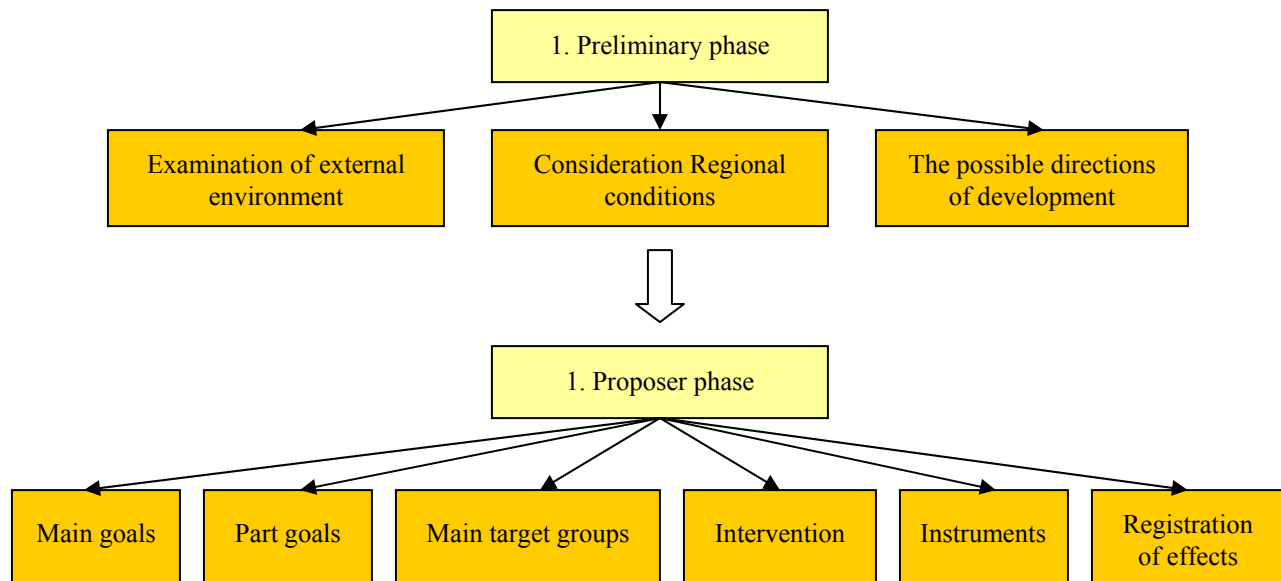 1. Preliminary phase
Examination of external
environment
Consideration Regional
conditions
The possible directions
of development
1. Proposer phase
Main goals
Part goals
Main target groups
Intervention
Instruments
Registration
of effects